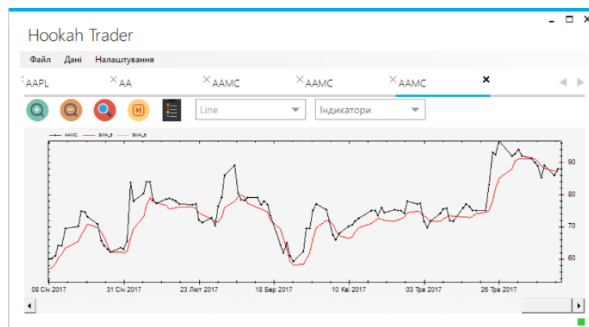 Hookah Trader
Файл Дані Налаштування
AAPL AA AAMC AAMC AAMC
Line Індикатори
AAMC
90
80
70
60
08 Січ 2017 31 Січ 2017 23 Лют 2017 18 Бер 2017 10 Кві 2017 03 Тра 2017 26 Тра 2017